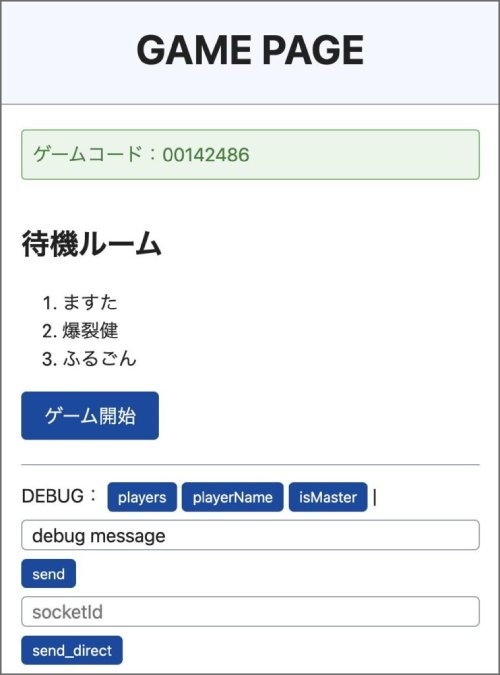 GAME PAGE
ゲームコード：00142486
待機ルーム
1. ますた
2. 爆裂健
3. ふるごん
ゲーム開始
DEBUG： players playerName isMaster |
debug message
send
socketId
send_direct